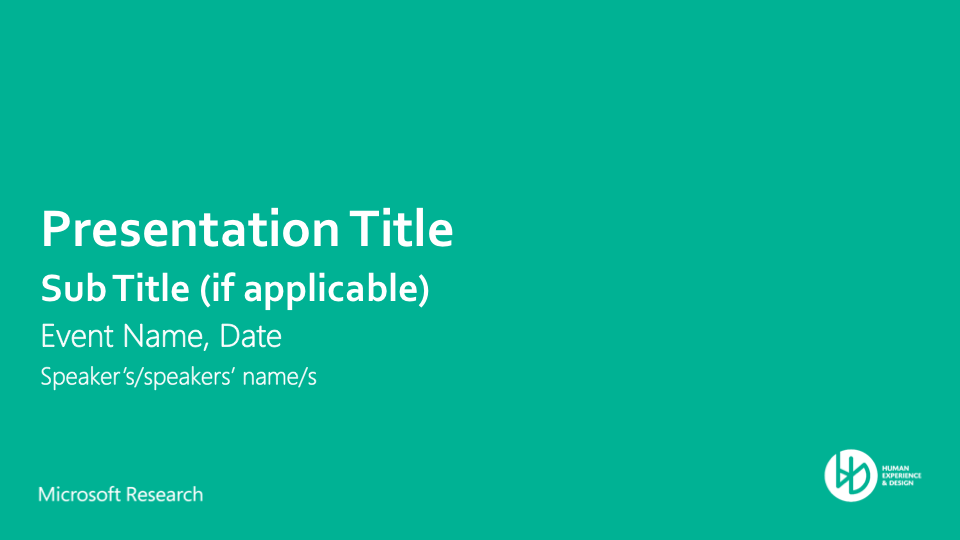 Presentation Title
Sub Title (if applicable)
Event Name, Date
Speaker’s/speakers’ name/s
Microsoft Research
HUMAN
EXPERIENCE
& DESIGN